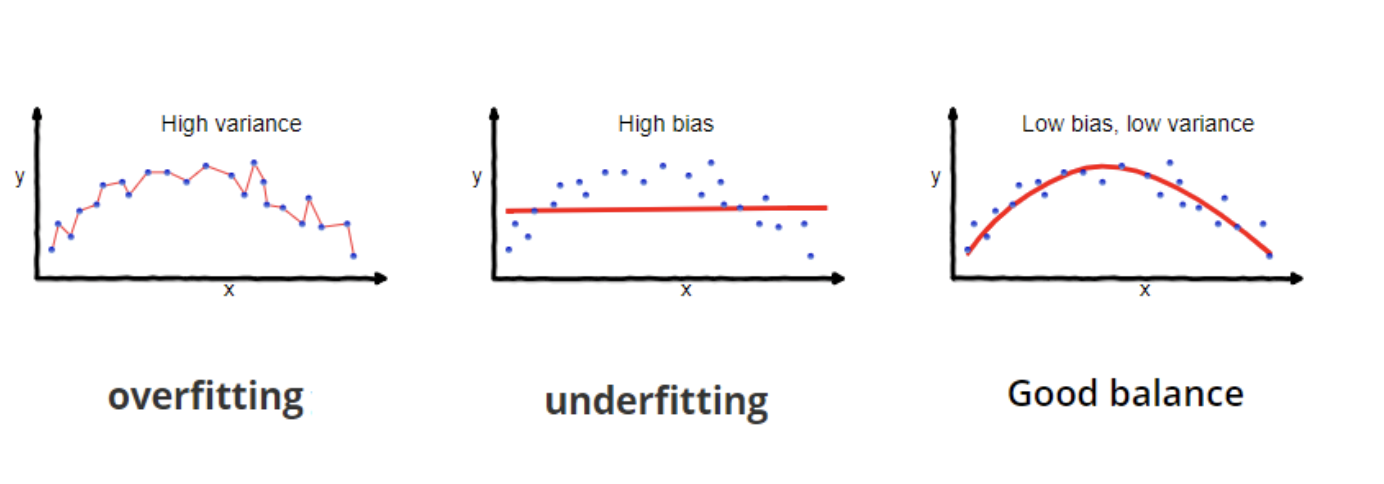 High variance
y
x
overfitting
High bias
y
x
underfitting
Low bias, low variance
y
x
Good balance